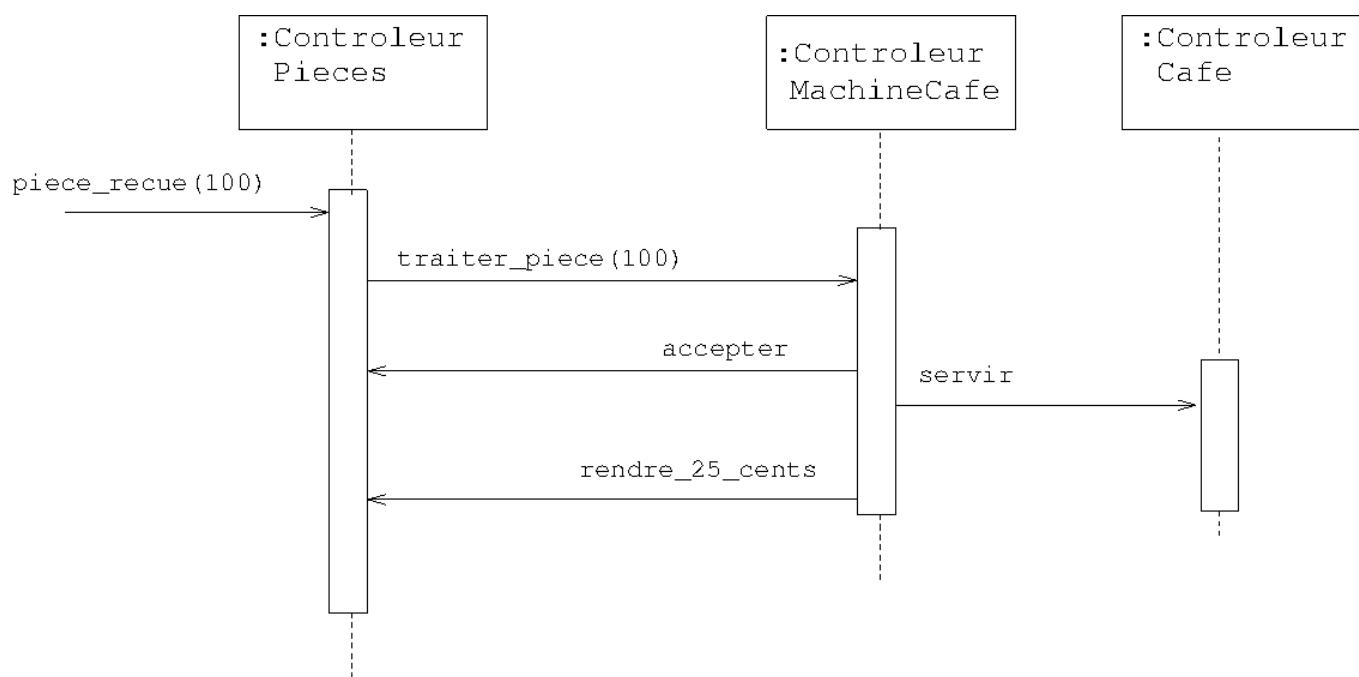 :Controleur
Pieces
:Controleur
MachineCafe
:Controleur
Cafe
piece_recue(100)
traiter_piece(100)
accepter
servir
rendre_25_cents